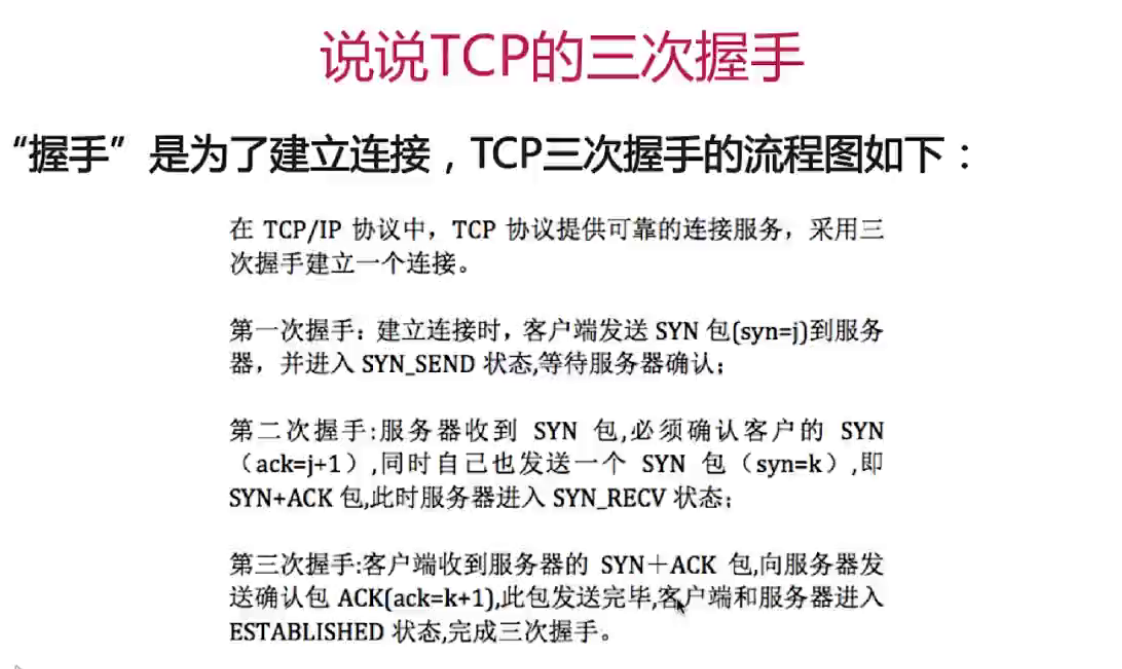 说说TCP的三次握手
“握手”是为了建立连接，TCP三次握手的流程图如下：
在 TCP/IP 协议中，TCP 协议提供可靠的连接服务，采用三
次握手建立一个连接。
第一次握手：建立连接时，客户端发送 SYN 包(syn=j)到服务
器，并进入 SYN_SEND 状态,等待服务器确认；
第二次握手:服务器收到 SYN 包,必须确认客户的 SYN
（ack=j+1）,同时自己也发送一个 SYN 包（syn=k）,即
SYN+ACK 包,此时服务器进入 SYN_RECV 状态；
第三次握手:客户端收到服务器的 SYN＋ACK 包,向服务器发
送确认包 ACK(ack=k+1),此包发送完毕,客户端和服务器进入
ESTABLISHED 状态,完成三次握手。